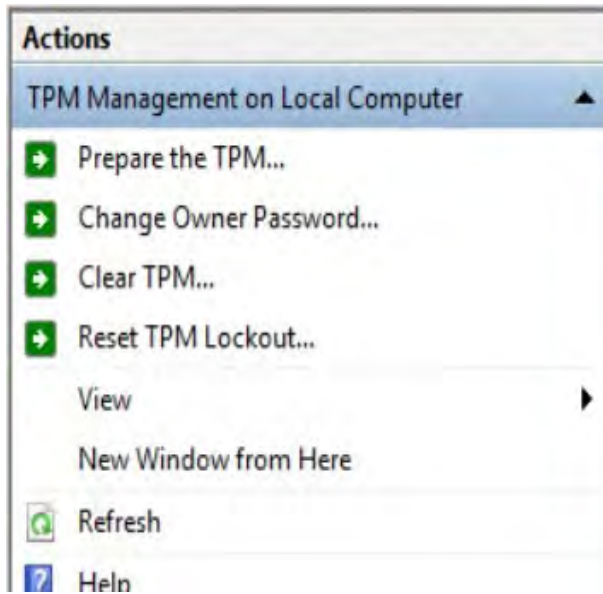 Actions
TPM Management on Local Computer
Prepare the TPM...
Change Owner Password...
Clear TPM...
Reset TPM Lockout...
View
New Window from Here
Refresh
Help